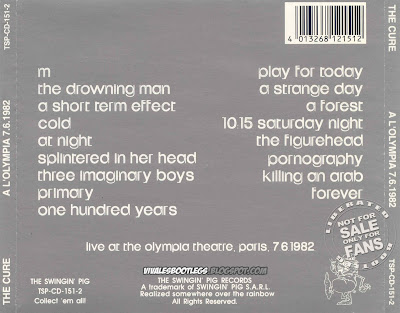 THE CURE A L'OLYMPIA 7.6.1982 TSP-CD-151-2
THE CURE A L'OLYMPIA 7.6.1982 TSP-CD-151-2
4 013268 121512
m
the drowning man
a short term effect
cold
at night
splintered in her head
three imaginary boys
primary
one hundred years
play for today
a strange day
a forest
10.15 saturday night
the figurehead
pornography
killing an arab
forever
live at the olympia theatre, paris, 7 6 1982
LIBERATED
NOT FOR
SALE
ONLY FOR
FANS
VIVALESBOOTLEGS.BLOGSPOT.COM
THE SWINGIN' PIG
TSP-CD-151-2
Collect 'em all!
THE SWINGIN' PIG RECORDS
A trademark of SWINGIN' PIG S.A.R.L.
Realized somewhere over the rainbow
All Rights Reserved.